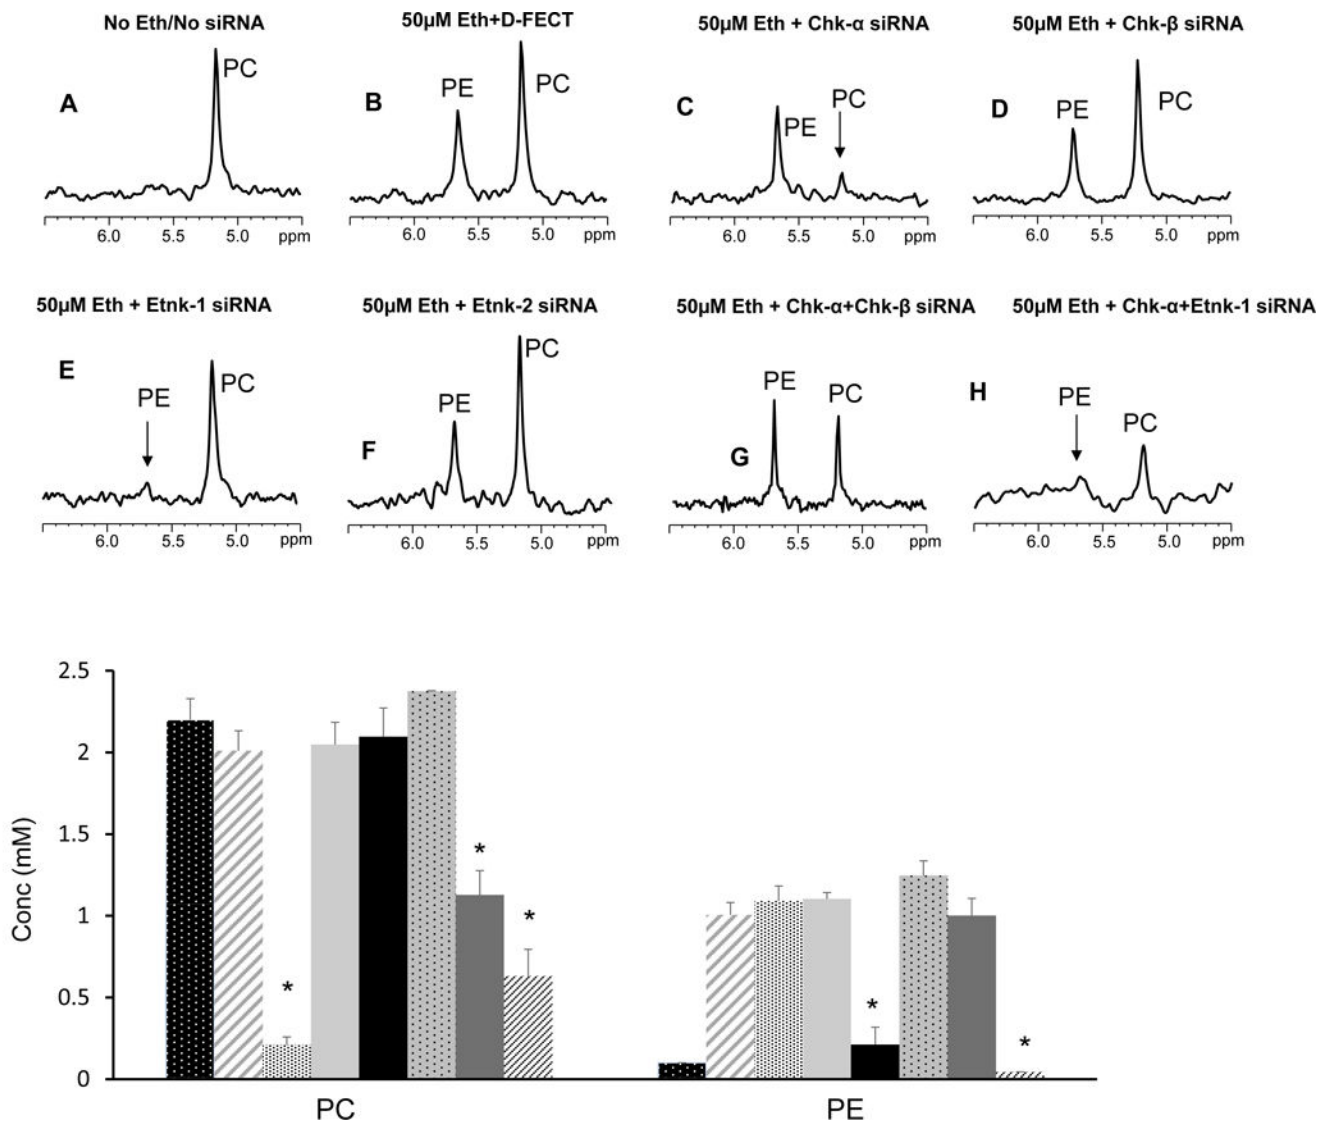 No Eth/No siRNA
50µM Eth+D-FECT
50µM Eth + Chk-α siRNA
50µM Eth + Chk-β siRNA
A
PC
6.0 5.5 5.0 ppm
B
PE
PC
6.0 5.5 5.0 ppm
C
PE
PC
6.0 5.5 5.0 ppm
D
PE
PC
6.0 5.5 5.0 ppm
50µM Eth + Etnk-1 siRNA
50µM Eth + Etnk-2 siRNA
50µM Eth + Chk-α+Chk-β siRNA
50µM Eth + Chk-α+Etnk-1 siRNA
E
PE
PC
6.0 5.5 5.0 ppm
F
PE
PC
6.0 5.5 5.0 ppm
G
PE
PC
6.0 5.5 5.0 ppm
H
PE
PC
6.0 5.5 5.0 ppm
Conc (mM)
2.5
2
1.5
1
0.5
0
*
*
*
*
*
PC
PE